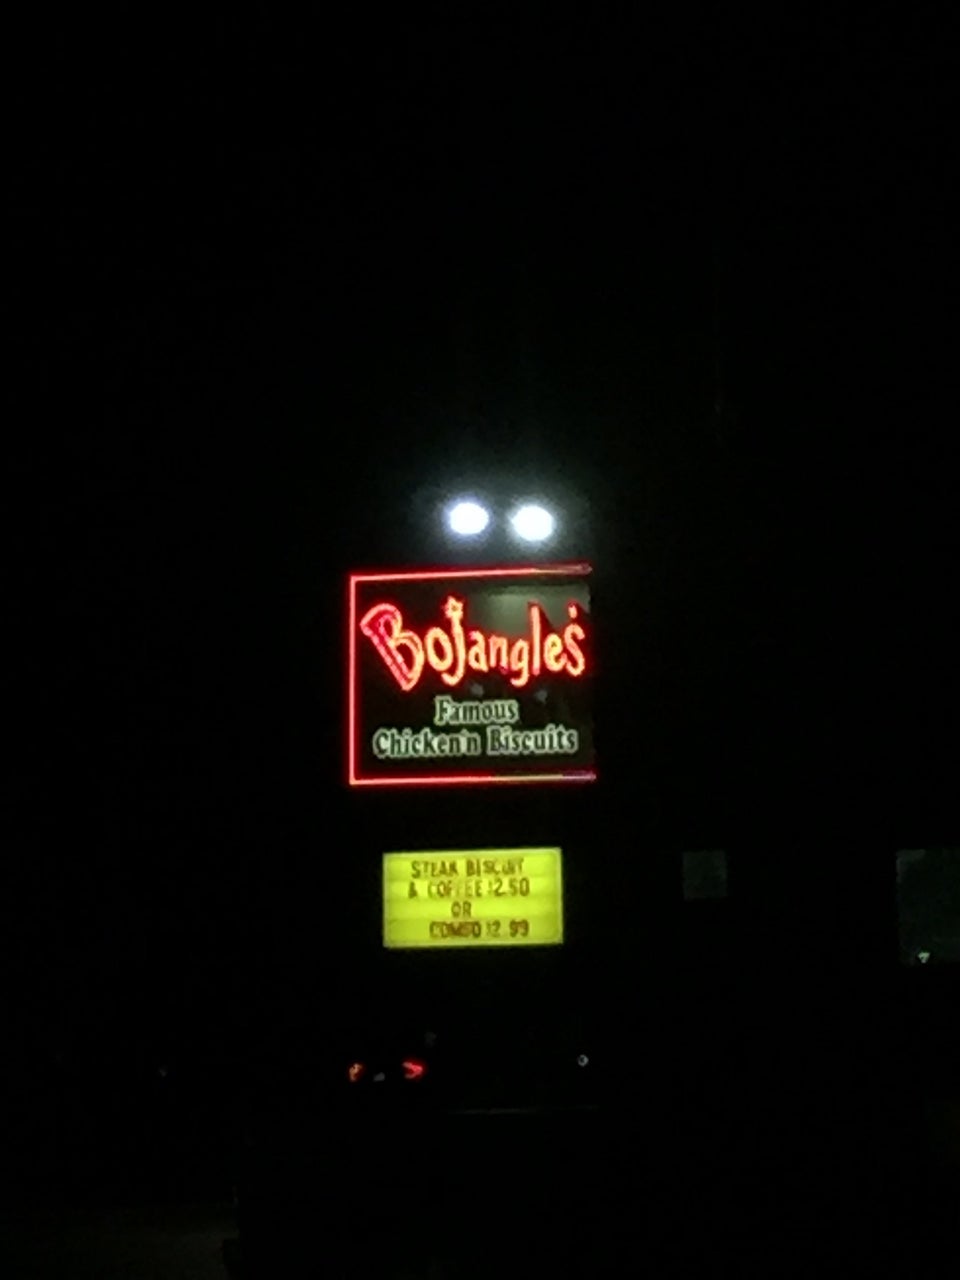 Bojangles'
Famous
Chicken'n Biscuits
STEAK BISCUIT
& COFFEE $2.50
OR
COMBO $2.99